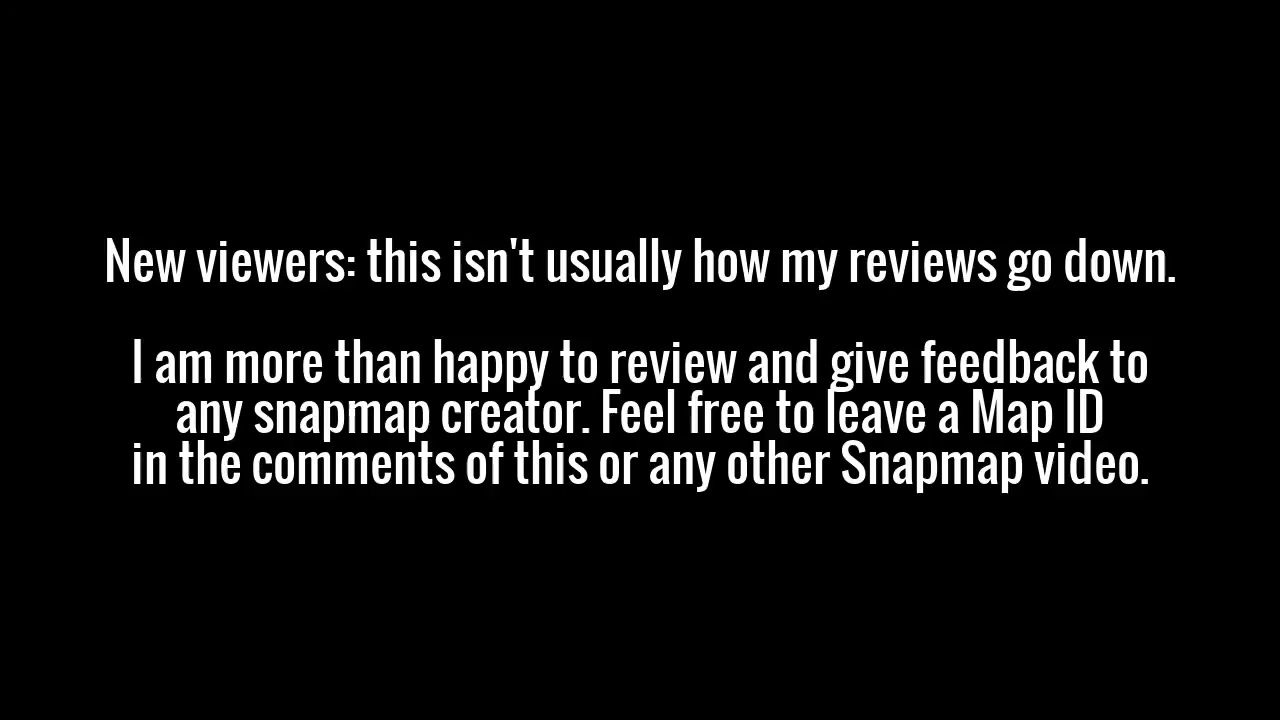 New viewers: this isn't usually how my reviews go down.
I am more than happy to review and give feedback to
any snapmap creator. Feel free to leave a Map ID
in the comments of this or any other Snapmap video.